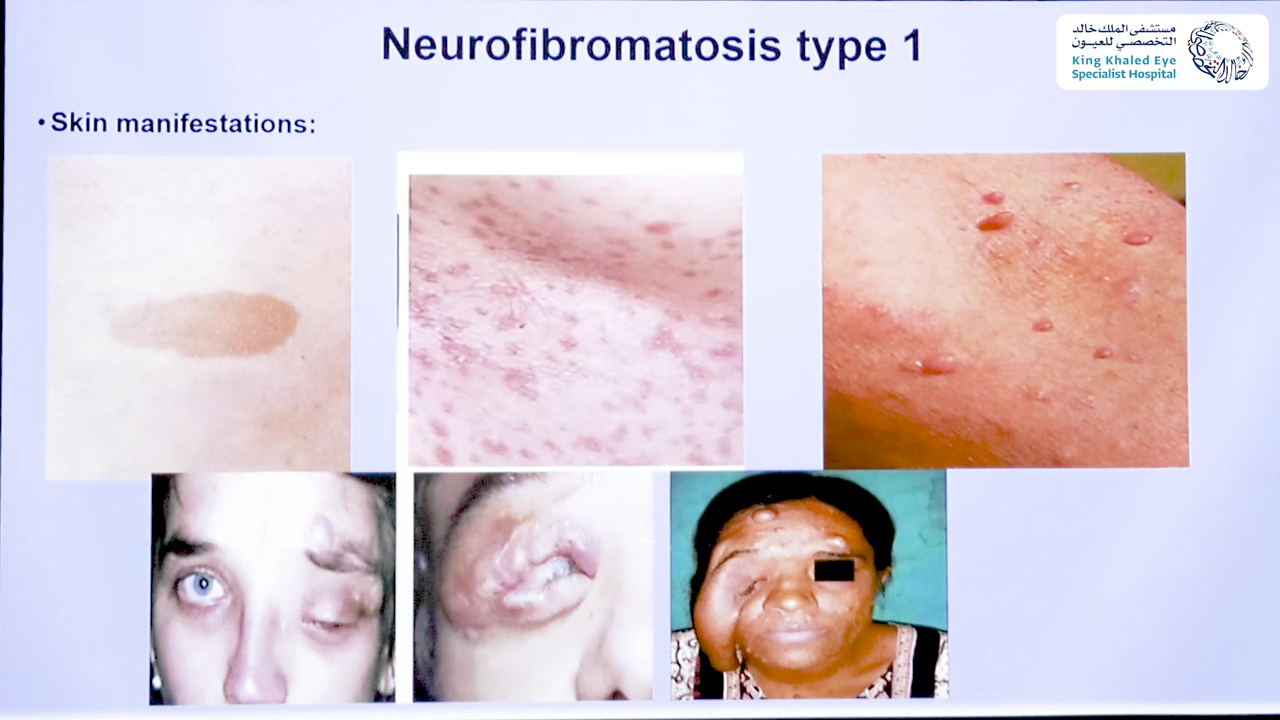 Neurofibromatosis type 1
مستشفى الملك خالد
التخصصي للعيون
King Khaled Eye
Specialist Hospital
• Skin manifestations: